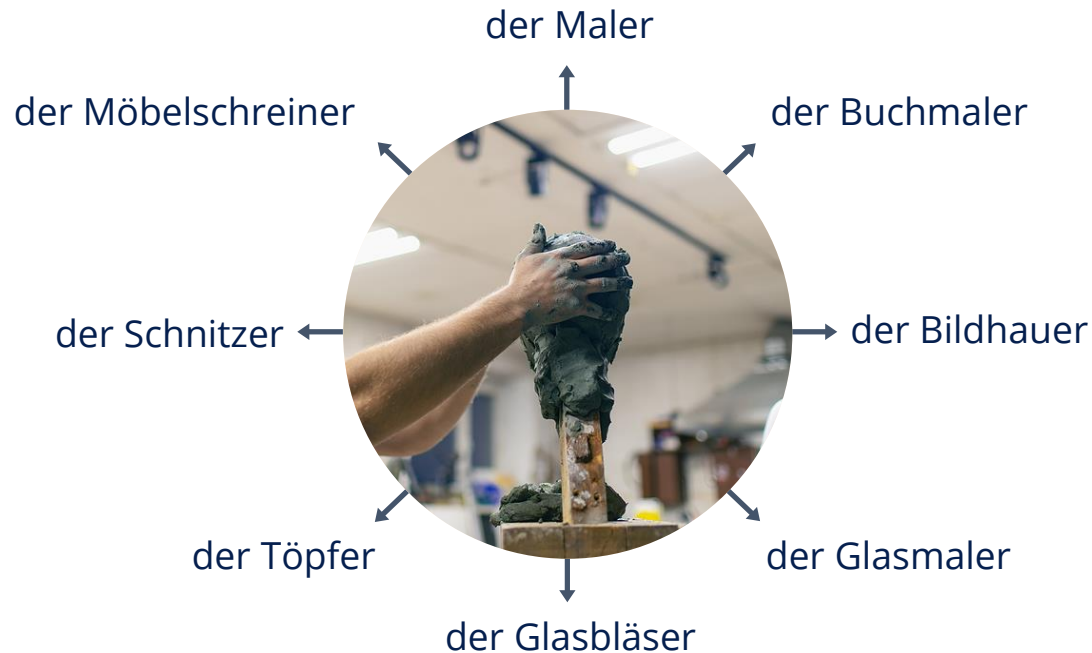 der Maler
der Möbelschreiner
der Buchmaler
der Schnitzer
der Bildhauer
der Töpfer
der Glasmaler
der Glasbläser